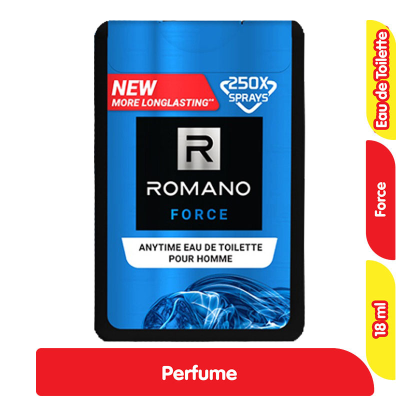 NEW
MORE LONGLASTING™
250X
SPRAYS
R
ROMANO
FORCE
ANYTIME EAU DE TOILETTE
POUR HOMME
Eau de Toilette
Force
18 ml
Perfume